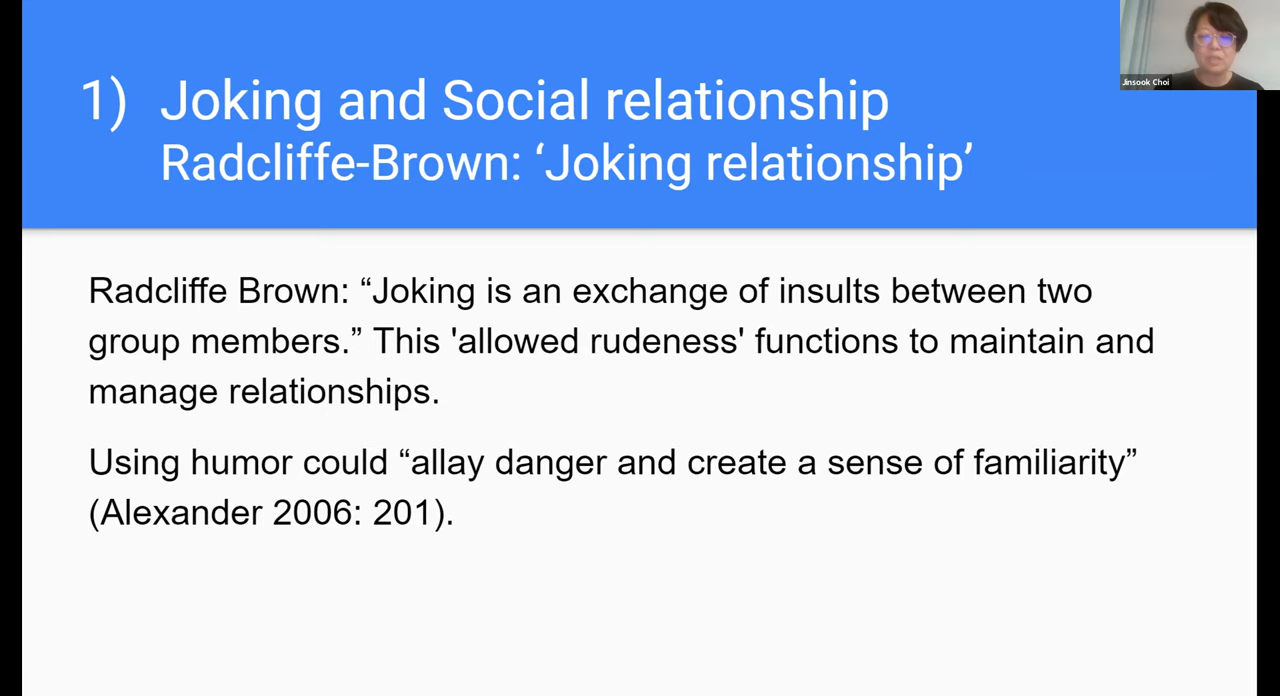 1) Joking and Social relationship
Radcliffe-Brown: ‘Joking relationship’
Jinsook Choi
Radcliffe Brown: “Joking is an exchange of insults between two
group members.” This 'allowed rudeness' functions to maintain and
manage relationships.
Using humor could “allay danger and create a sense of familiarity”
(Alexander 2006: 201).